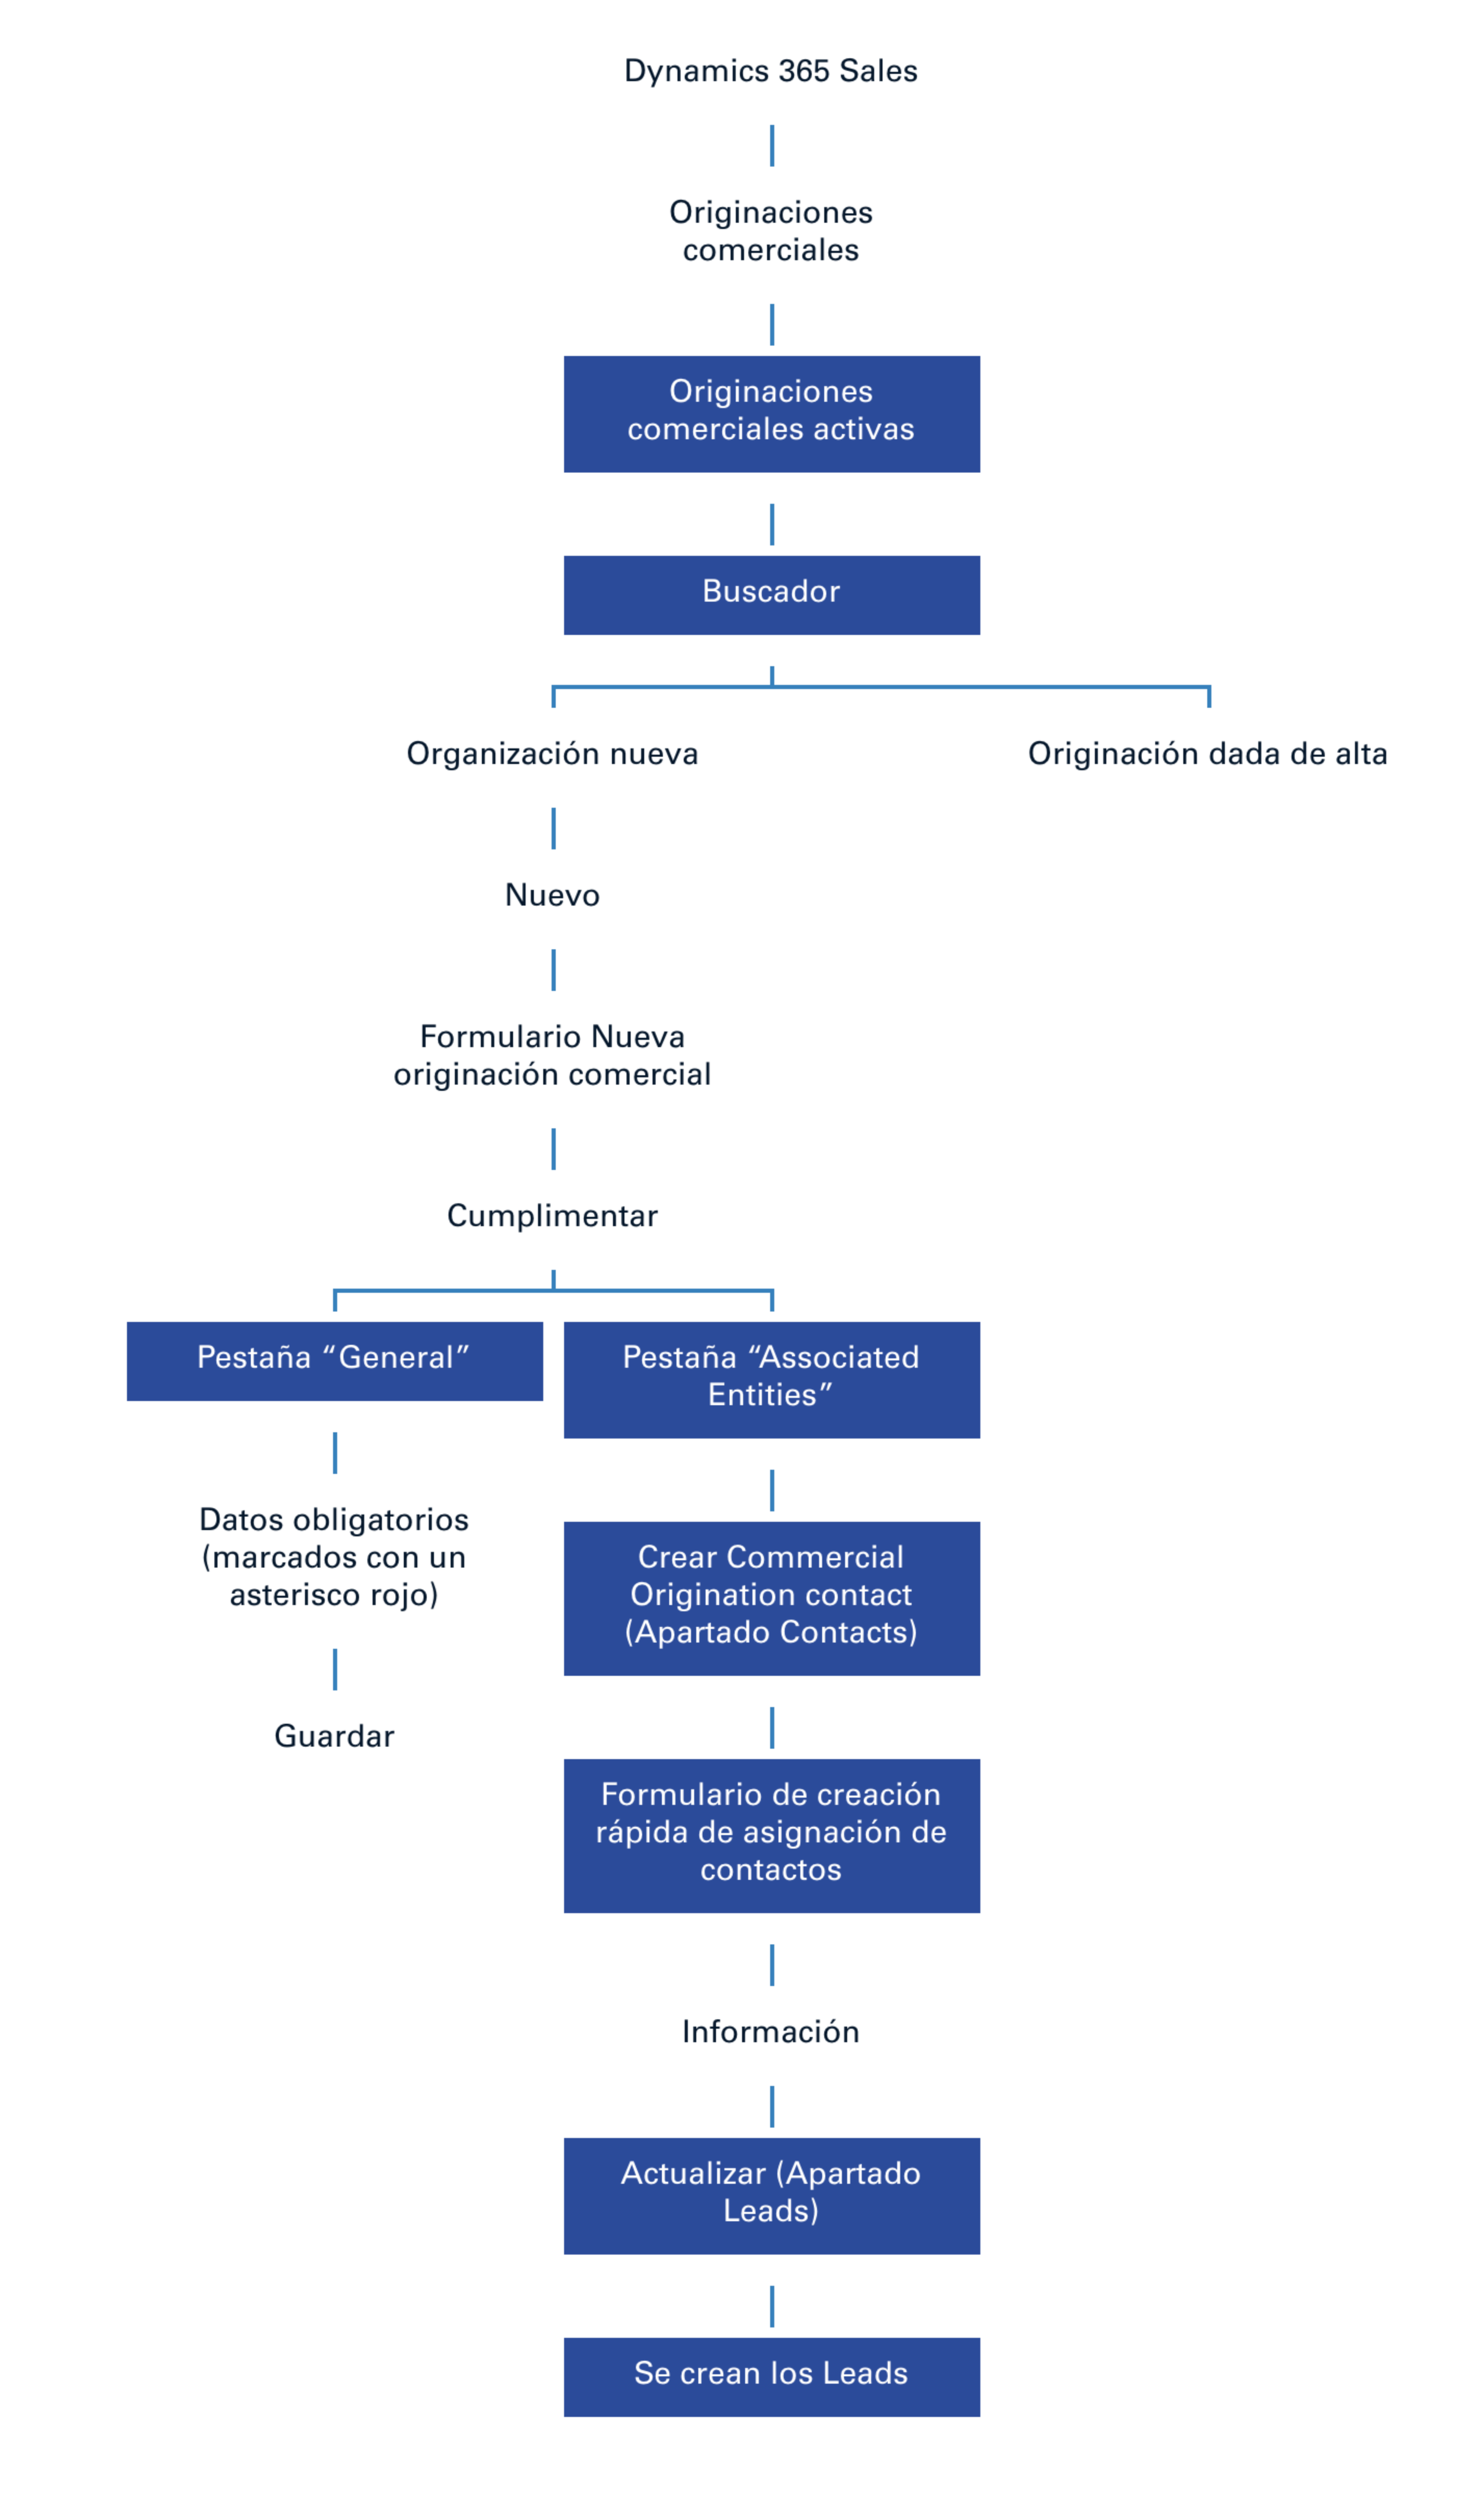 Dynamics 365 Sales
Originaciones
comerciales
Originaciones
comerciales activas
Buscador
Organización nueva
Originación dada de alta
Nuevo
Formulario Nueva
originación comercial
Cumplimentar
Pestaña “General”
Datos obligatorios
(marcados con un
asterisco rojo)
Guardar
Pestaña “Associated
Entities”
Crear Commercial
Origination contact
(Apartado Contacts)
Formulario de creación
rápida de asignación de
contactos
Información
Actualizar (Apartado
Leads)
Se crean los Leads